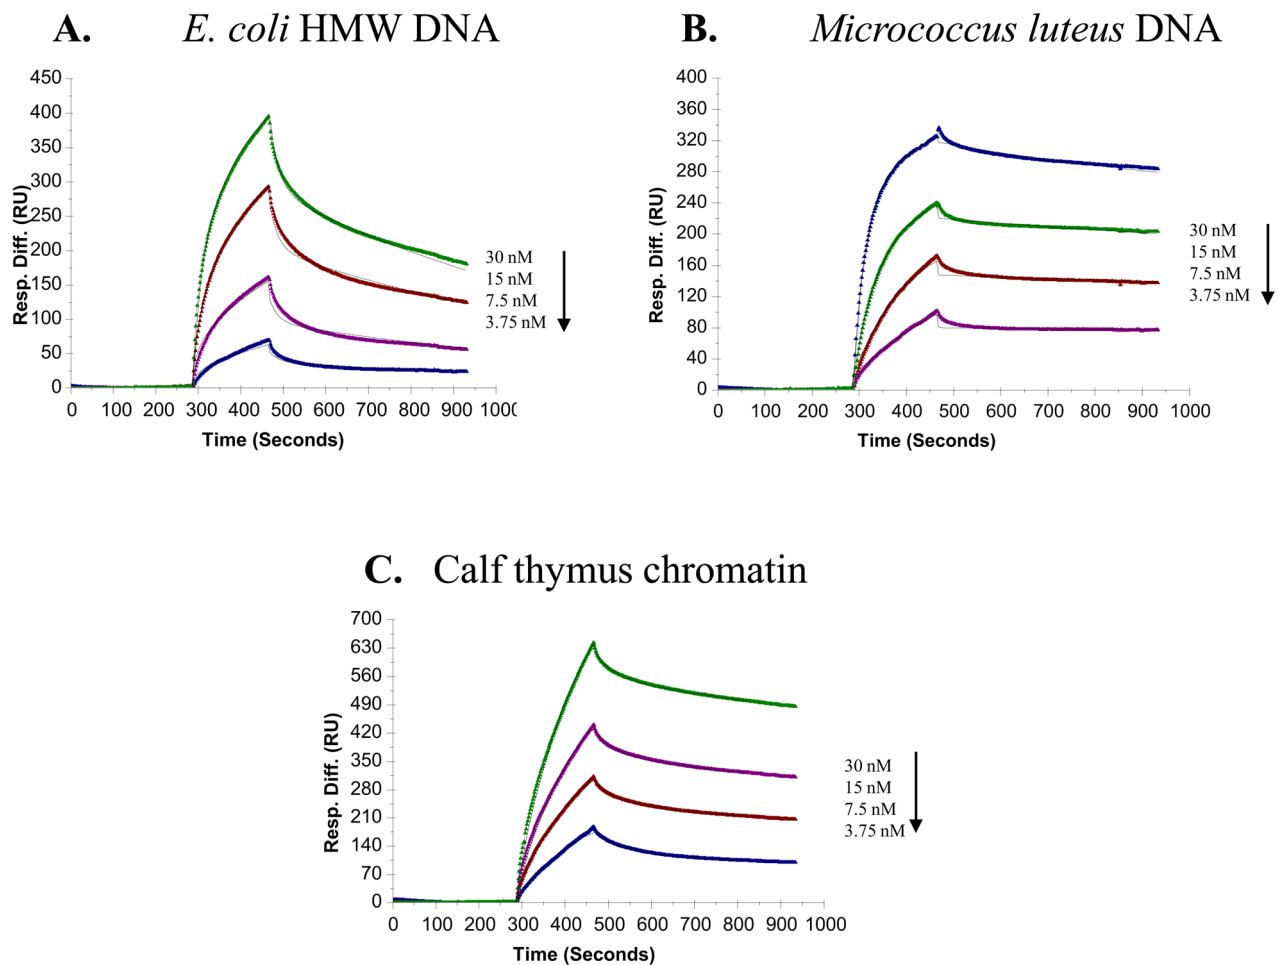 A. E. coli HMW DNA
450
400
350
300
250
200
150
100
50
0
Resp. Diff. (RU)
0 100 200 300 400 500 600 700 800 900 1000
Time (Seconds)
30 nM
15 nM
7.5 nM
3.75 nM
B. Micrococcus luteus DNA
400
360
320
280
240
200
160
120
80
40
0
Resp. Diff. (RU)
0 100 200 300 400 500 600 700 800 900 1000
Time (Seconds)
30 nM
15 nM
7.5 nM
3.75 nM
C. Calf thymus chromatin
700
630
560
490
420
350
280
210
140
70
0
Resp. Diff. (RU)
0 100 200 300 400 500 600 700 800 900 1000
Time (Seconds)
30 nM
15 nM
7.5 nM
3.75 nM